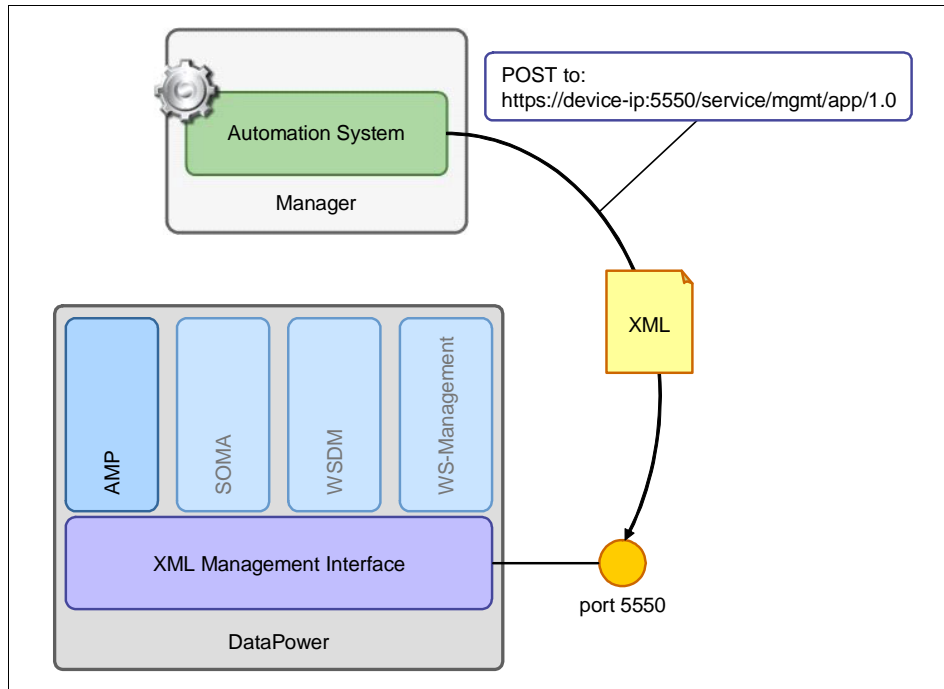 POST to:
https://device-ip:5550/service/mgmt/app/1.0
Automation System
Manager
XML
AMP
SOMA
WSDM
WS-Management
XML Management Interface
port 5550
DataPower